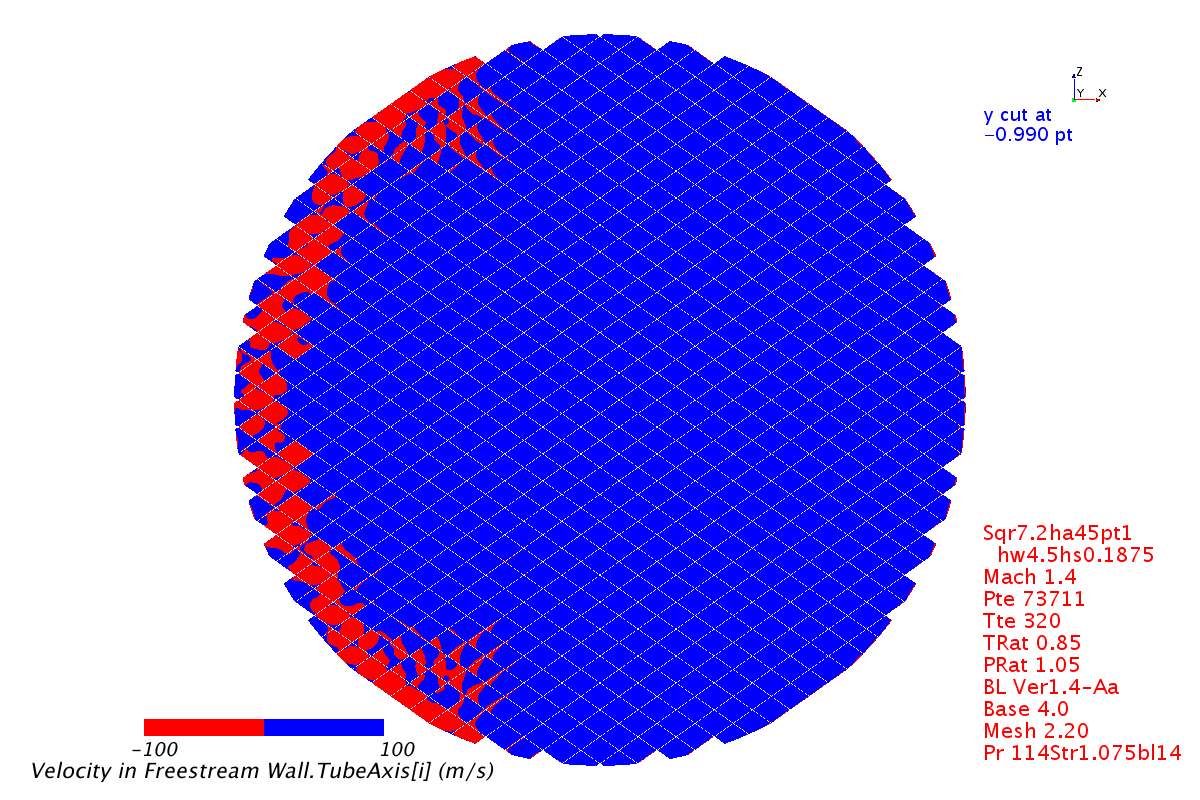 Z
Y X
y cut at
−0.990 pt
Sqr7.2ha45pt1
hw4.5hs0.1875
Mach 1.4
Pte 73711
Tte 320
TRat 0.85
PRat 1.05
BL Ver1.4−Aa
Base 4.0
Mesh 2.20
Pr 114Str1.075bl14
−100 100
Velocity in Freestream Wall.TubeAxis[i] (m/s)